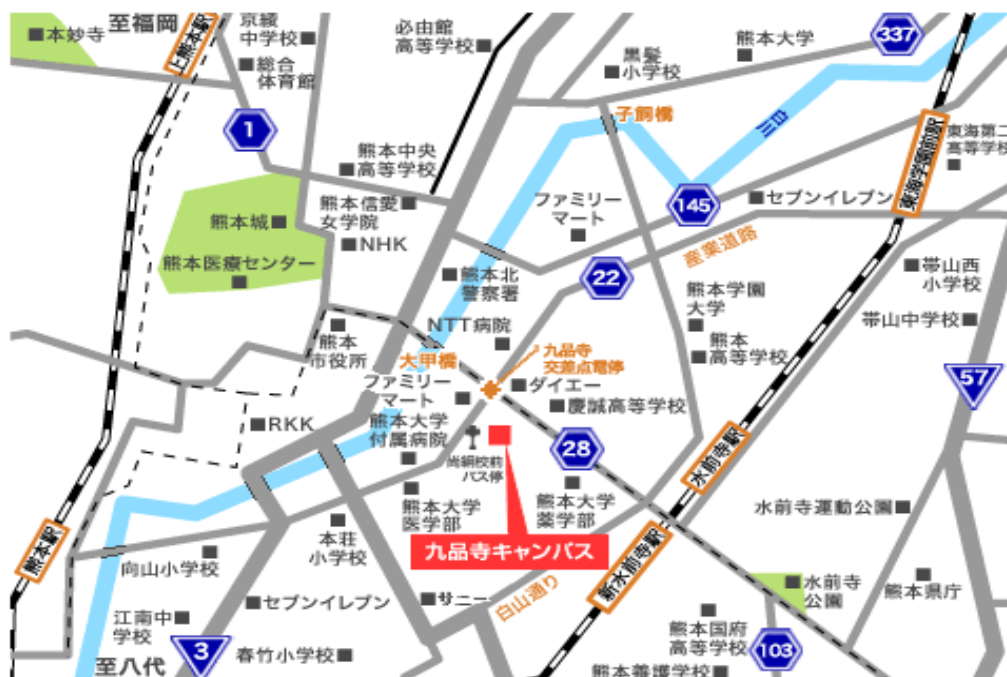 至福岡
本妙寺
上熊本駅
京綾
中学校
総合
体育館
必由館
高等学校
黒髪
小学校
熊本大学
337
子飼橋
白川
1
熊本中央
高等学校
東海学園前駅
東海第二
高等学校
熊本信愛
女学院
熊本城
NHK
ファミリー
マート
145
セブンイレブン
産業道路
熊本医療センター
熊本北
警察署
22
帯山西
小学校
熊本学園
大学
帯山中学校
熊本
市役所
NTT病院
大甲橋
九品寺
交差点電停
熊本
高等学校
57
ファミリー
マート
ダイエー
慶誠高等学校
RKK
熊本大学
付属病院
尚絅校前
バス停
28
水前寺駅
熊本大学
医学部
熊本大学
薬学部
水前寺運動公園
本荘
小学校
九品寺キャンパス
熊本駅
向山小学校
新水前寺駅
白山通り
水前寺
公園
熊本県庁
セブンイレブン
サニー
江南中
学校
熊本国府
高等学校
3
春竹小学校
103
至八代
熊本養護学校